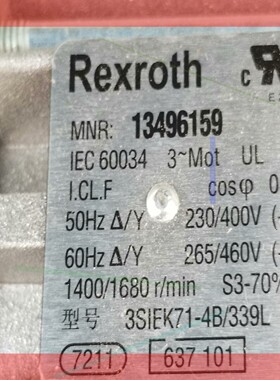 Rexroth c
MNR: 13496159
IEC 60034 3~Mot UL
I.CL.F cosφ 0
50Hz Δ/Y 230/400V (-
60Hz Δ/Y 265/460V (-
1400/1680 r/min S3-70%
型号 3SIEK71-4B/339L
7211 637 101